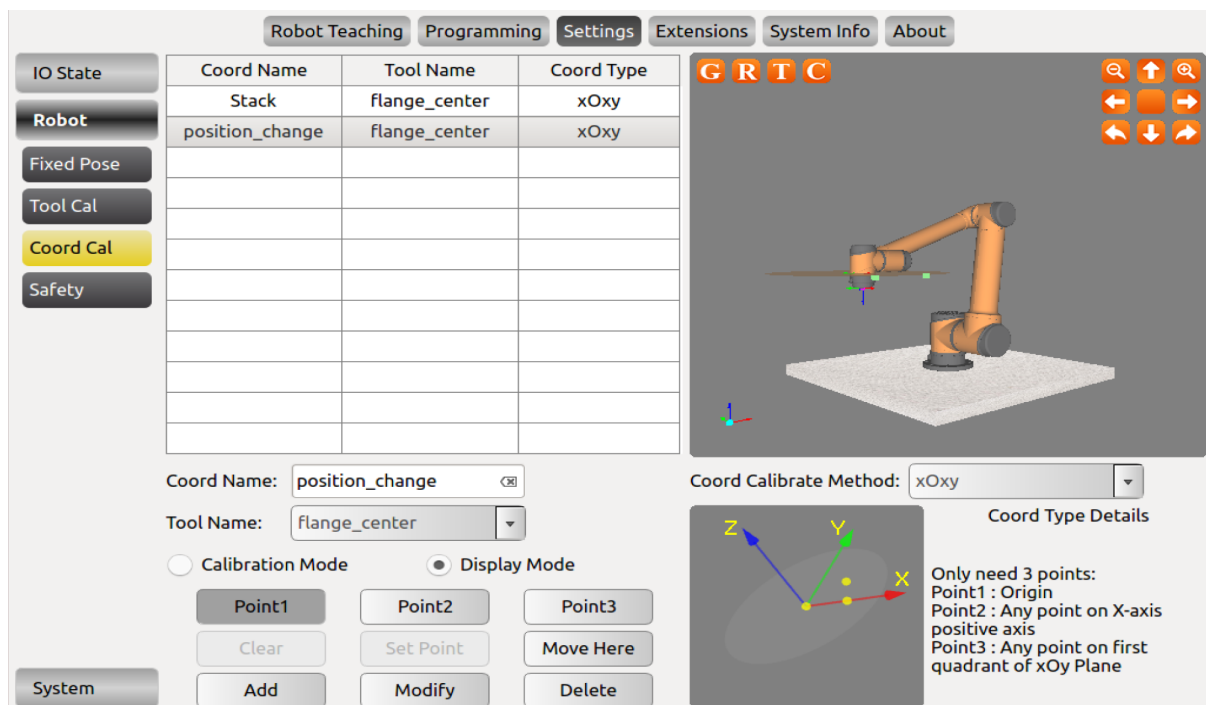 Robot Teaching Programming Settings Extensions System Info About
IO State
Robot
Fixed Pose
Tool Cal
Coord Cal
Safety
System
Coord Name Tool Name Coord Type
Stack flange_center xOxy
position_change flange_center xOxy
G R T C
Coord Name: position_change
Tool Name: flange_center
Calibration Mode Display Mode
Point1 Point2 Point3
Clear Set Point Move Here
Add Modify Delete
Coord Calibrate Method: xOxy
Z Y X
Coord Type Details
Only need 3 points:
Point1 : Origin
Point2 : Any point on X-axis
positive axis
Point3 : Any point on first
quadrant of xOy Plane